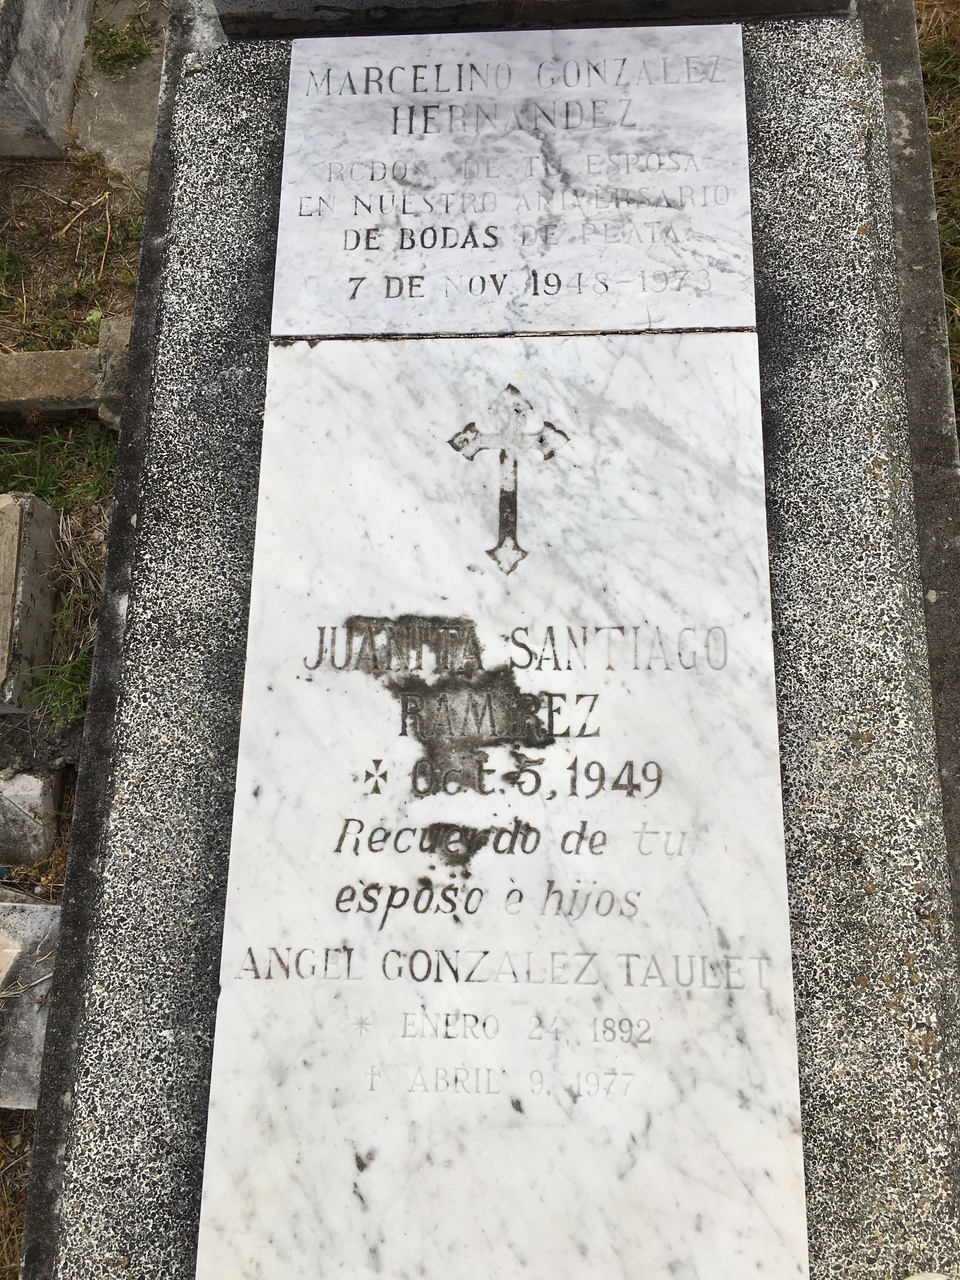 MARCELINO GONZALEZ
HERNANDEZ
RCDOS. DE TU ESPOSA
EN NUESTRO ANIVERSARIO
DE BODAS DE PLATA
7 DE NOV. 1948-1973
JUANITA SANTIAGO
RAMIREZ
✠ Oct. 5, 1949
Recuerdo de tu
esposo e hijos
ANGEL GONZALEZ TAULET
* ENERO 24, 1892
✝ ABRIL 9, 1977